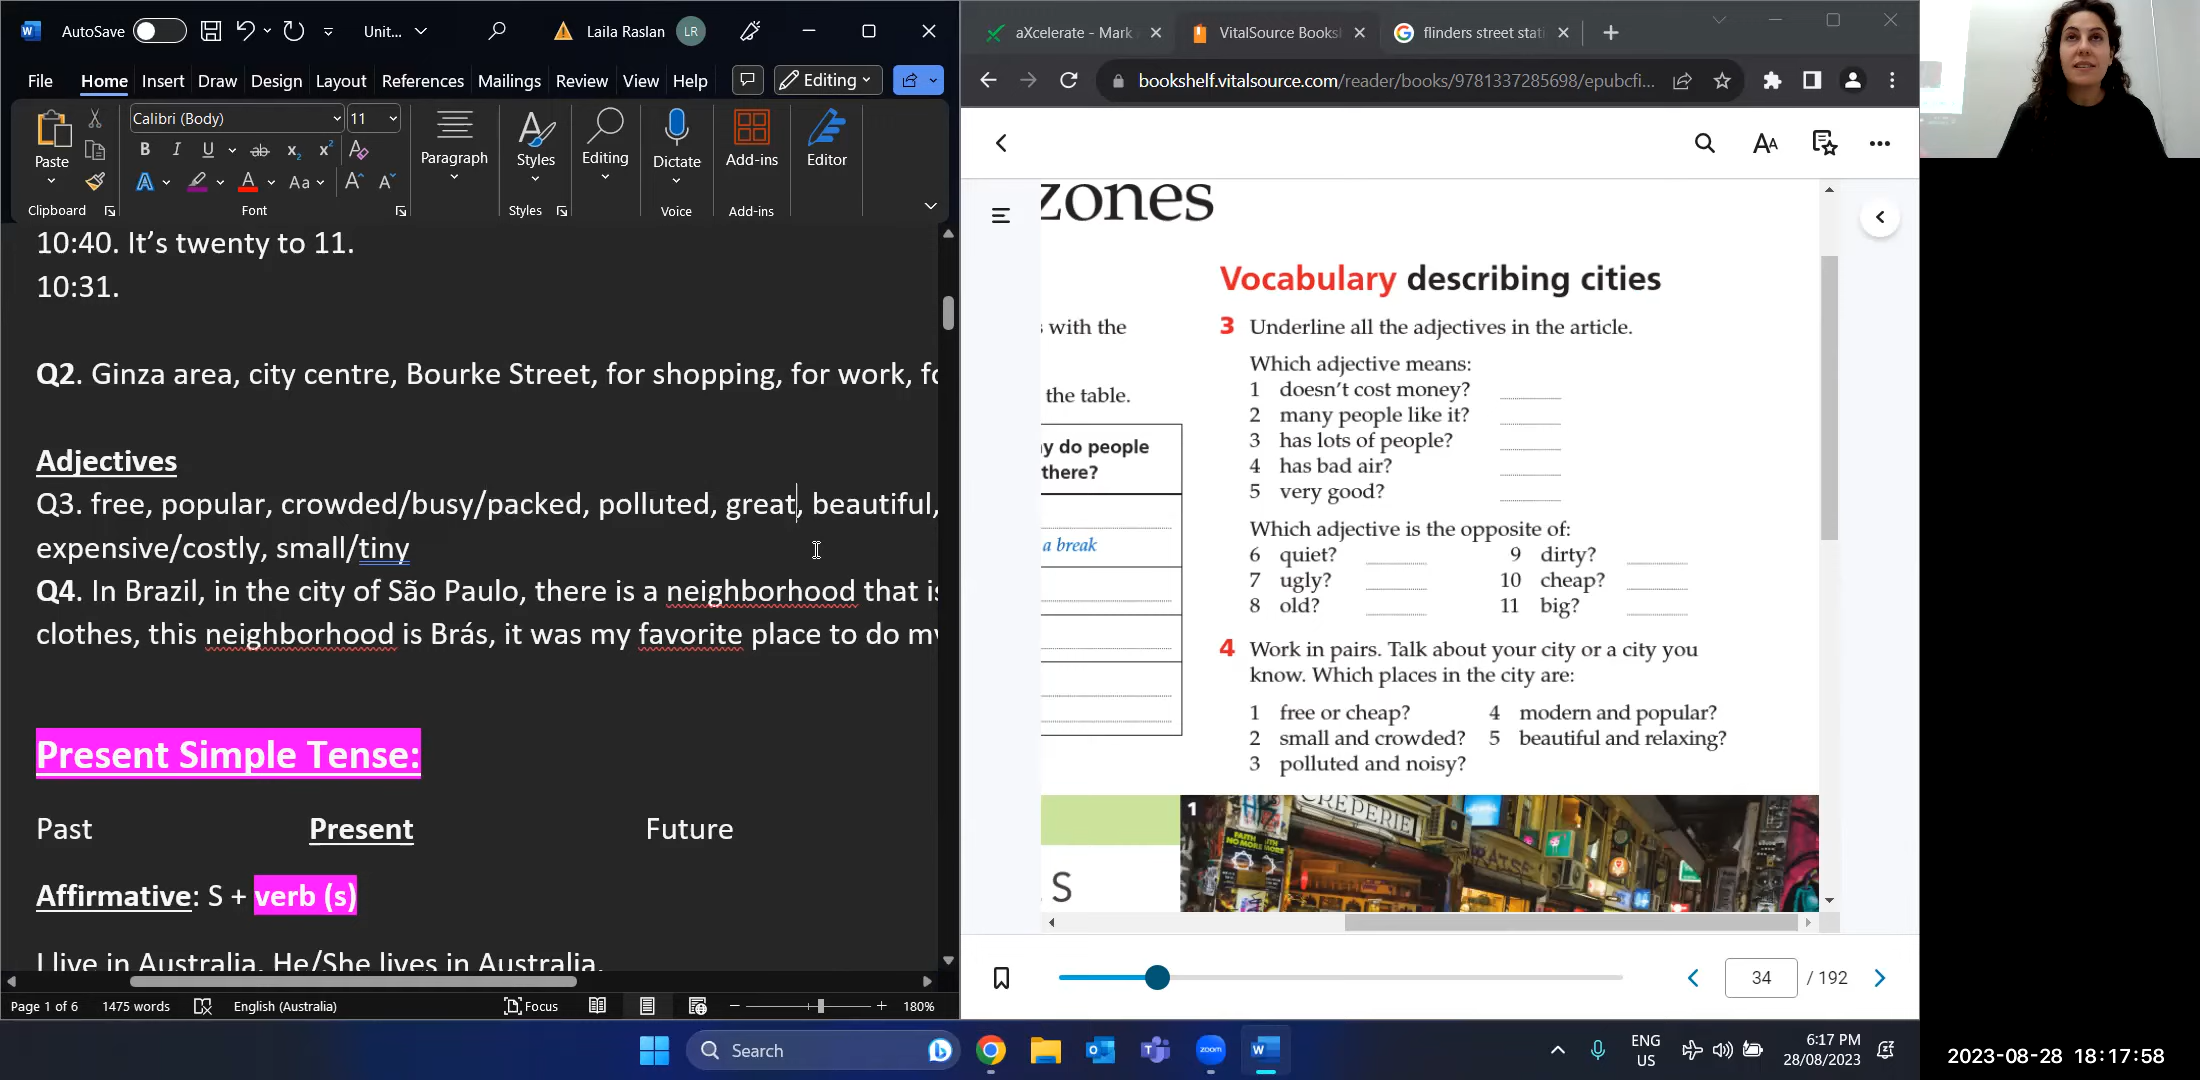 AutoSave
Unit...
Laila Raslan
LR
File Home Insert Draw Design Layout References Mailings Review View Help
Editing
Calibri (Body)
11
Paste
Paragraph
Styles
Editing
Dictate
Add-ins
Editor
Clipboard
Font
Styles
Voice
Add-ins
10:40. It's twenty to 11.
10:31.
Q2. Ginza area, city centre, Bourke Street, for shopping, for work, fo
Adjectives
Q3. free, popular, crowded/busy/packed, polluted, great, beautiful,
expensive/costly, small/tiny
Q4. In Brazil, in the city of São Paulo, there is a neighborhood that is
clothes, this neighborhood is Brás, it was my favorite place to do my
Present Simple Tense:
Past Present Future
Affirmative: S + verb (s)
I live in Australia. He/She lives in Australia.
Page 1 of 6
1475 words
English (Australia)
Focus
180%
aXcelerate - Mark
VitalSource Books
flinders street stati
bookshelf.vitalsource.com/reader/books/9781337285698/epubcfi...
zones
s with the
the table.
y do people
there?
a break
Vocabulary describing cities
3 Underline all the adjectives in the article.
Which adjective means:
1 doesn't cost money?
2 many people like it?
3 has lots of people?
4 has bad air?
5 very good?
Which adjective is the opposite of:
6 quiet? 9 dirty?
7 ugly? 10 cheap?
8 old? 11 big?
4 Work in pairs. Talk about your city or a city you
know. Which places in the city are:
1 free or cheap? 4 modern and popular?
2 small and crowded? 5 beautiful and relaxing?
3 polluted and noisy?
1
CREPERIE
S
34 / 192
Search
zoom
ENG
US
6:17 PM
28/08/2023
2023-08-28 18:17:58